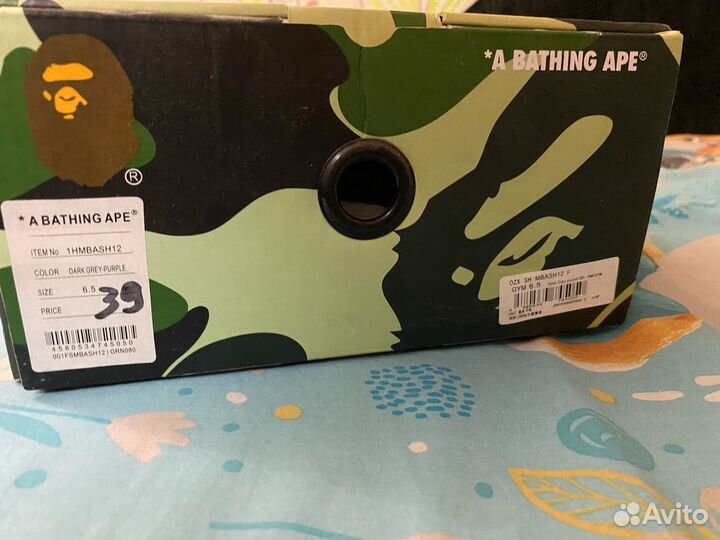 *A BATHING APE®
®
*A BATHING APE®
ITEM No 1HMBASH12
COLOR DARK GREY-PURPLE
SIZE 6.5
PRICE 39
4580534745050
001FSMBASH12 I GRN080
OZX SH MBASH12 F
GYM 6.5
Avito